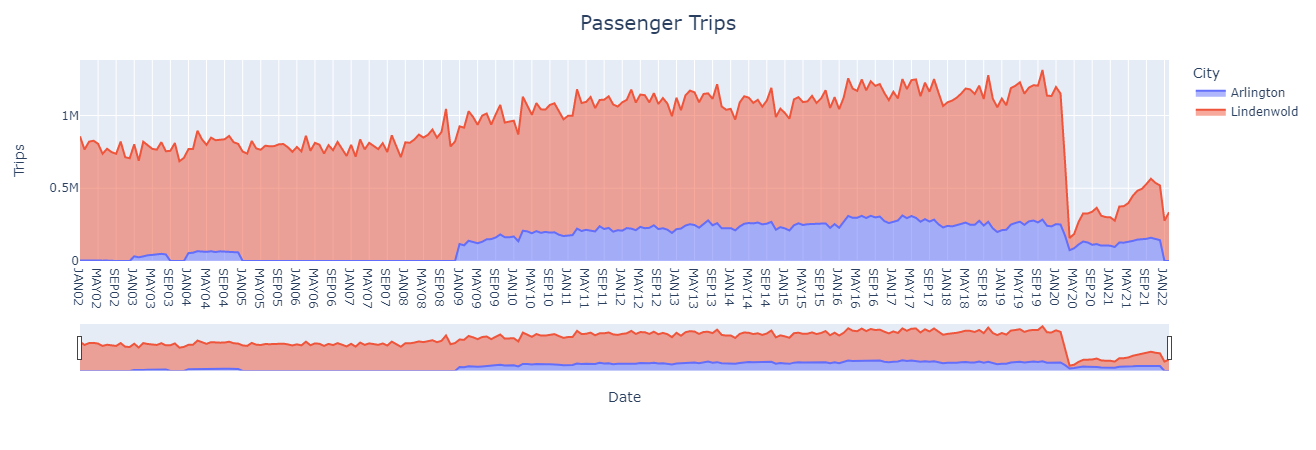 Passenger Trips
City
Arlington
Lindenwold
Trips
1M
0.5M
0
JAN02
MAY02
SEP02
JAN03
MAY03
SEP03
JAN04
MAY04
SEP04
JAN05
MAY05
SEP05
JAN06
MAY06
SEP06
JAN07
MAY07
SEP07
JAN08
MAY08
SEP08
JAN09
MAY09
SEP09
JAN10
MAY10
SEP10
JAN11
MAY11
SEP11
JAN12
MAY12
SEP12
JAN13
MAY13
SEP13
JAN14
MAY14
SEP14
JAN15
MAY15
SEP15
JAN16
MAY16
SEP16
JAN17
MAY17
SEP17
JAN18
MAY18
SEP18
JAN19
MAY19
SEP19
JAN20
MAY20
SEP20
JAN21
MAY21
SEP21
JAN22
Date